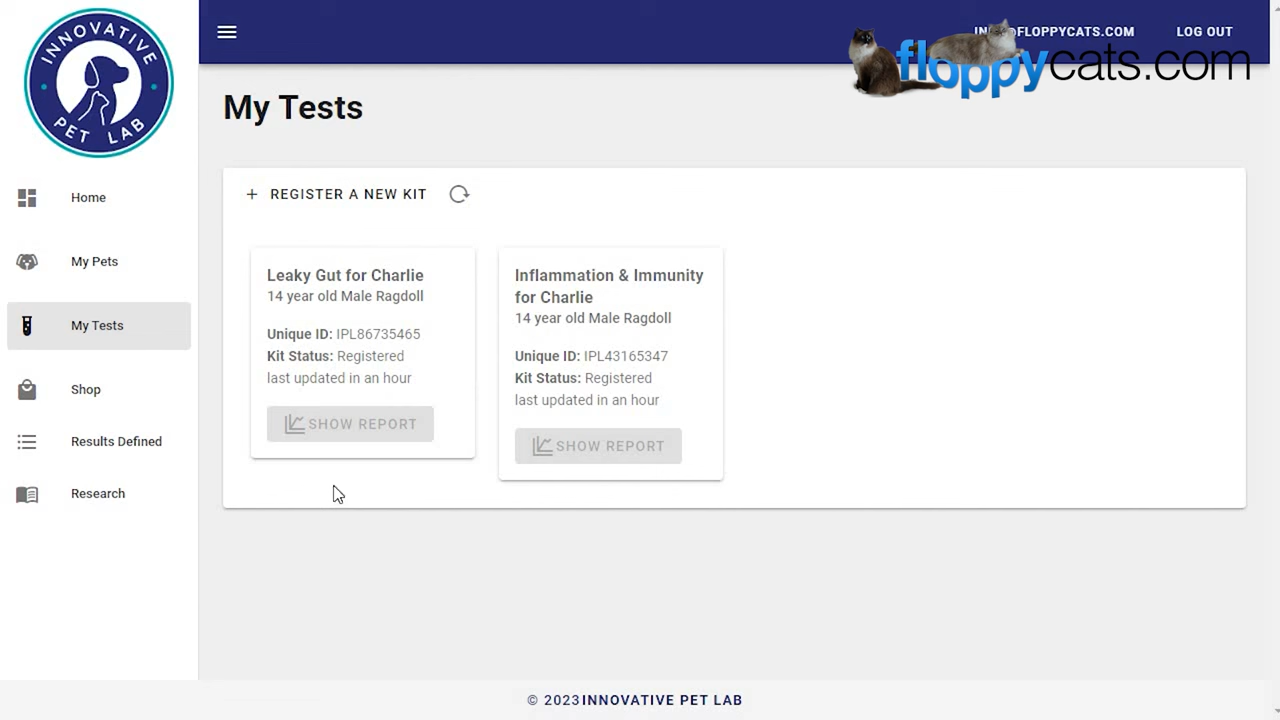 INNOVATIVE
PET LAB
FLOPPYCATS.COM
LOG OUT
floppycats.com
My Tests
REGISTER A NEW KIT
Home
My Pets
My Tests
Shop
Results Defined
Research
Leaky Gut for Charlie
14 year old Male Ragdoll
Unique ID: IPL86735465
Kit Status: Registered
last updated in an hour
SHOW REPORT
Inflammation & Immunity
for Charlie
14 year old Male Ragdoll
Unique ID: IPL43165347
Kit Status: Registered
last updated in an hour
SHOW REPORT
© 2023INNOVATIVE PET LAB